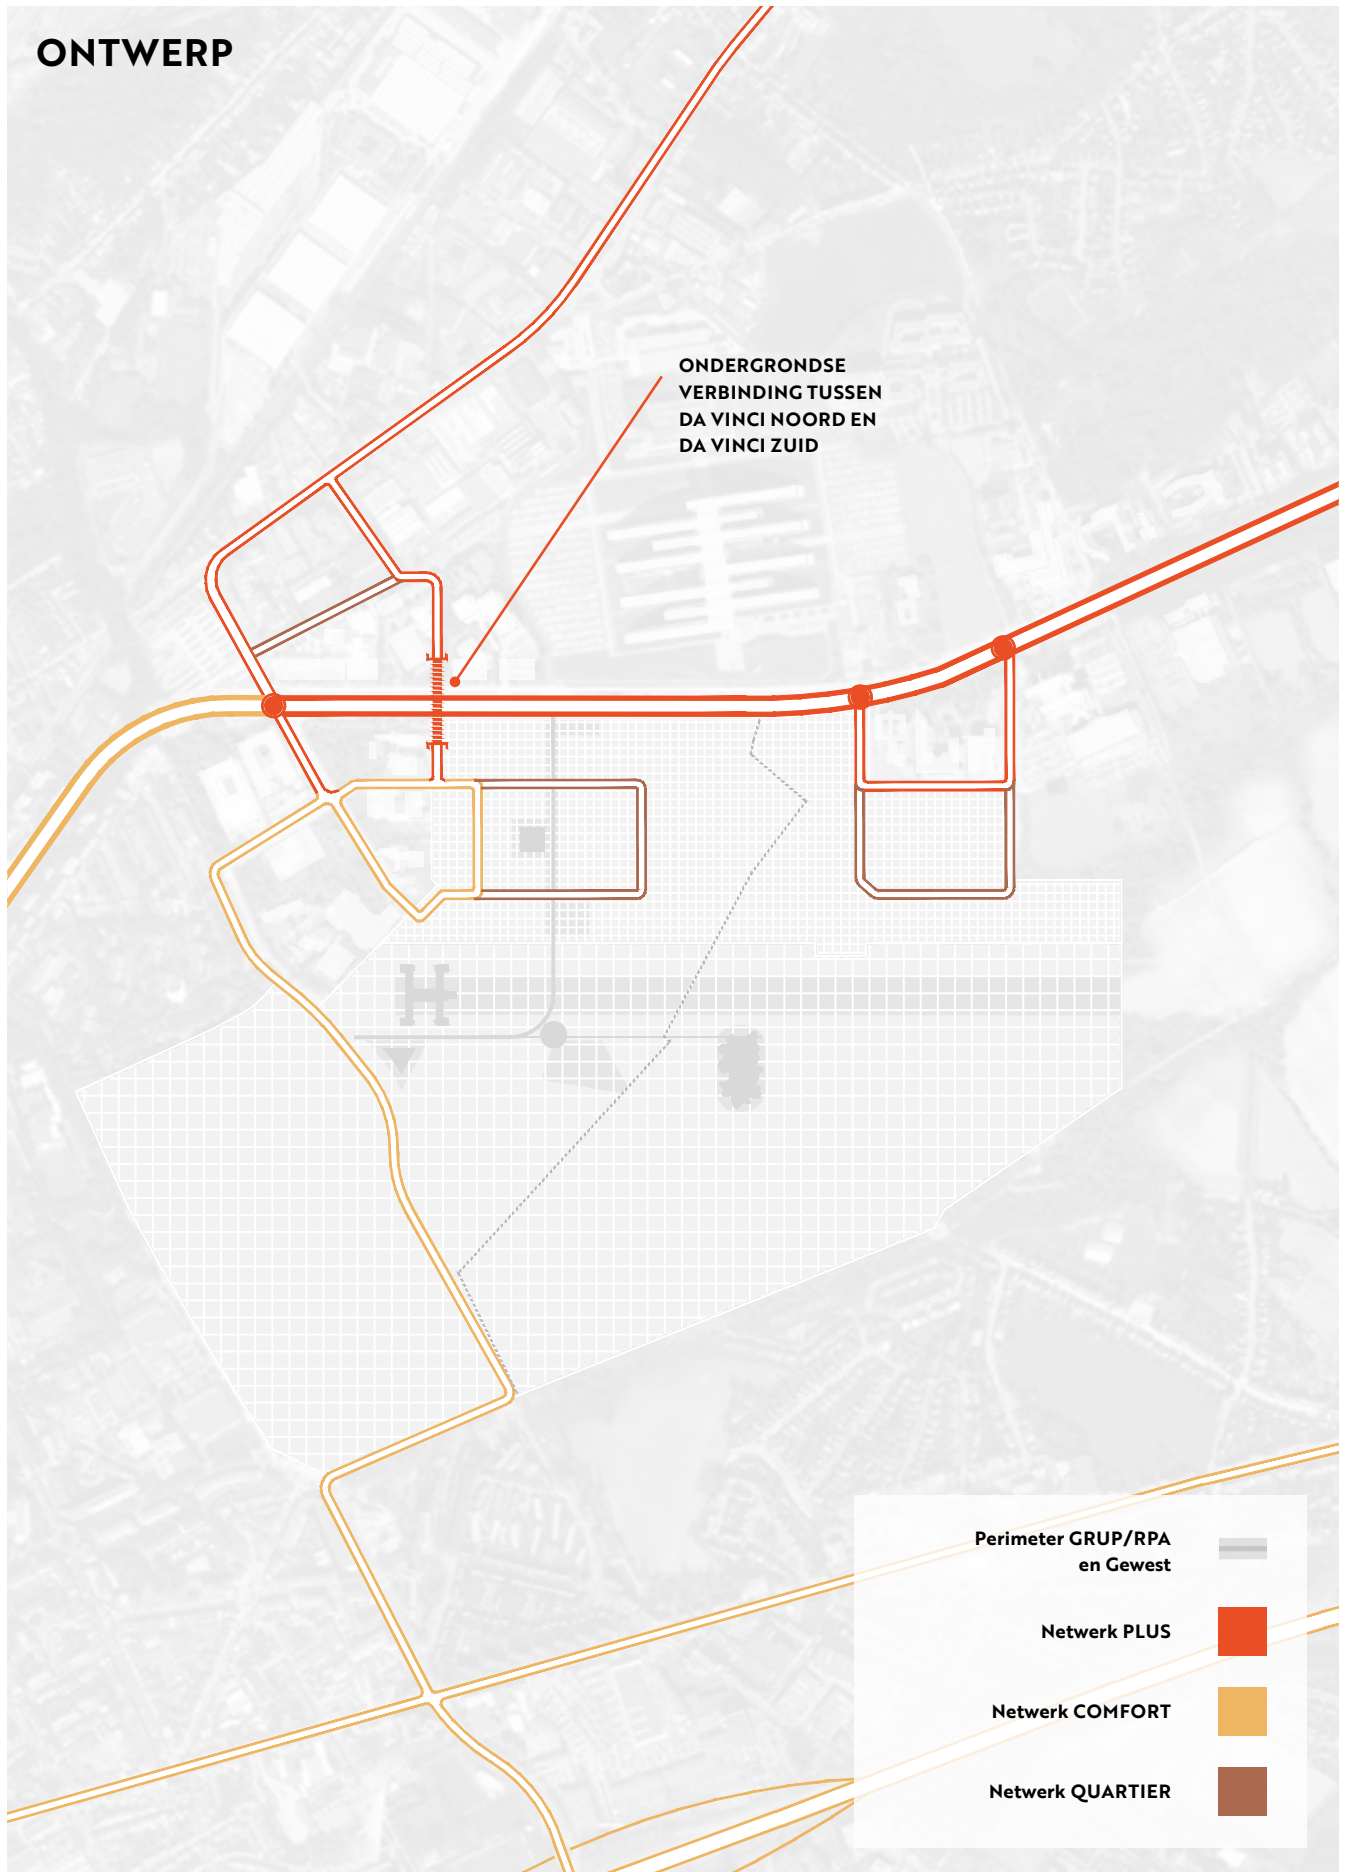 ONTWERP
ONDERGRONDSE
VERBINDING TUSSEN
DA VINCI NOORD EN
DA VINCI ZUID
Perimeter GRUP/RPA
en Gewest
Netwerk PLUS
Netwerk COMFORT
Netwerk QUARTIER